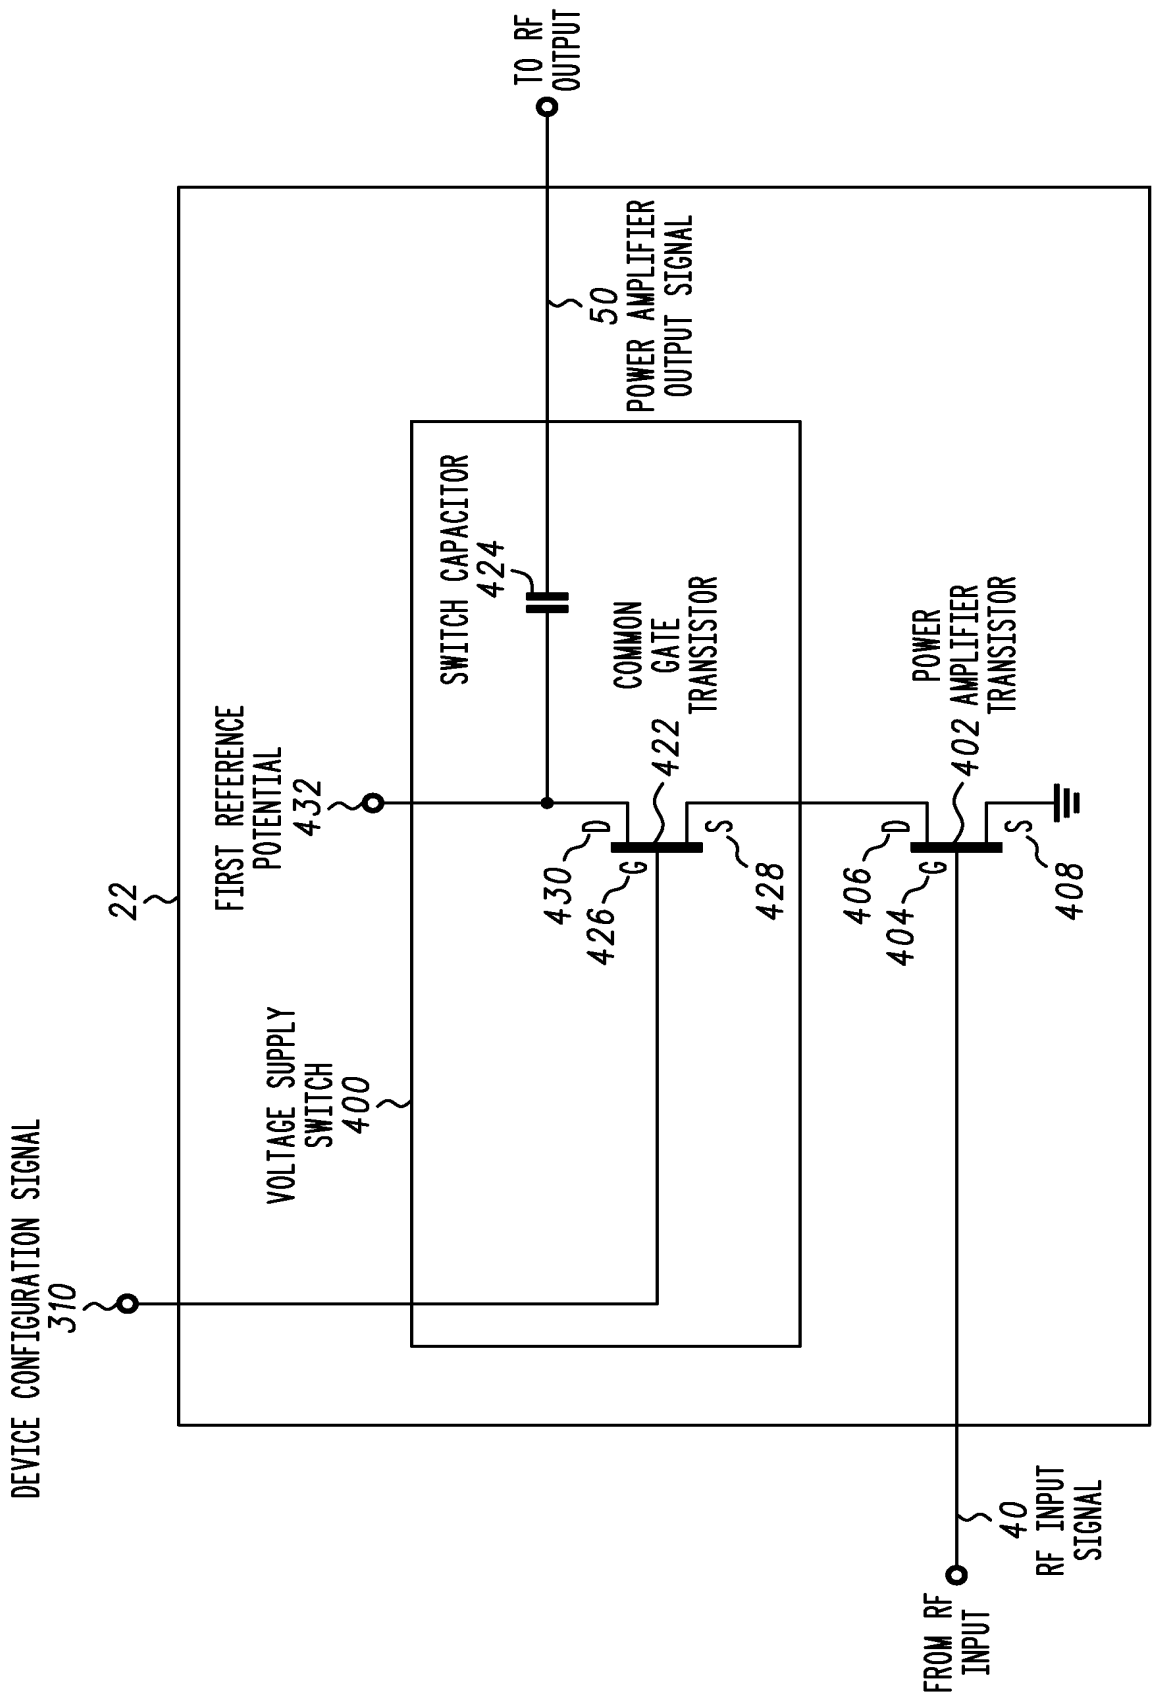 DEVICE CONFIGURATION SIGNAL
310
22
VOLTAGE SUPPLY
SWITCH
400
FIRST REFERENCE
POTENTIAL
432
SWITCH CAPACITOR
424
TO RF
OUTPUT
50
POWER AMPLIFIER
OUTPUT SIGNAL
430
D
426
G
428
S
422
COMMON
GATE
TRANSISTOR
406
D
404
G
408
S
POWER
402 AMPLIFIER
TRANSISTOR
FROM RF
INPUT
40
RF INPUT
SIGNAL